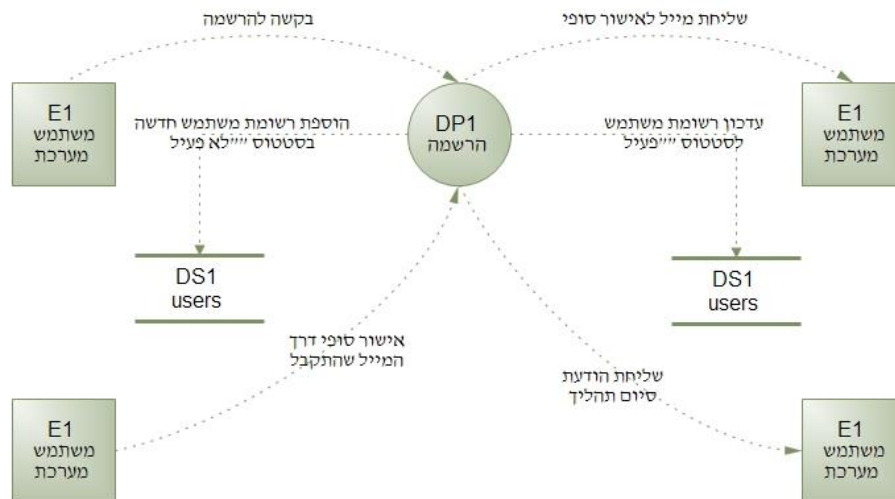 בקשה להרשמה
שליחת מייל לאישור סופי
E1
משתמש
מערכת
הוספת רשומת משתמש חדשה
בסטטוס ""לא פעיל
DP1
הרשמה
עדכון רשומת משתמש
לסטטוס ""פעיל
E1
משתמש
מערכת
DS1
users
DS1
users
אישור סופי דרך
המייל שהתקבל
שליחת הודעת
סיום תהליך
E1
משתמש
מערכת
E1
משתמש
מערכת